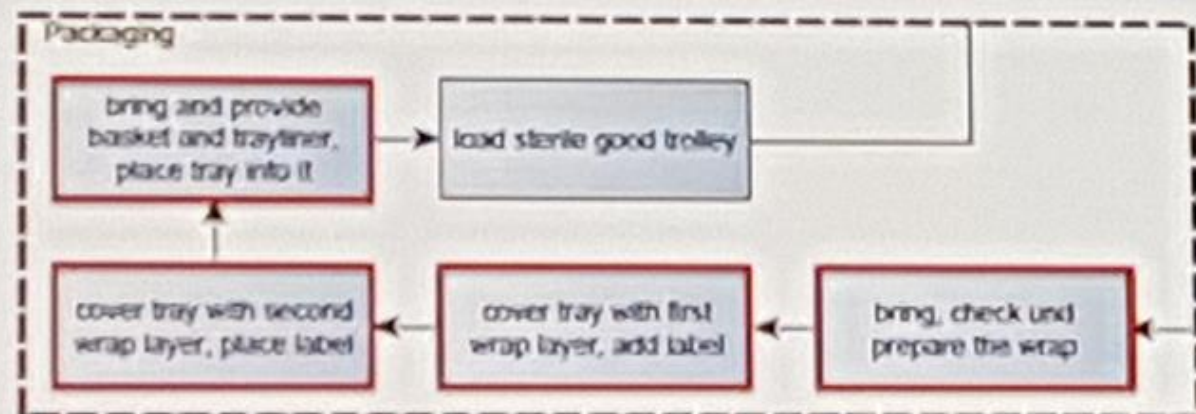 Packaging
bring and provide
basket and trayliner,
place tray into it
load sterile good trolley
cover tray with second
wrap layer, place label
cover tray with first
wrap layer, add label
bring, check und
prepare the wrap